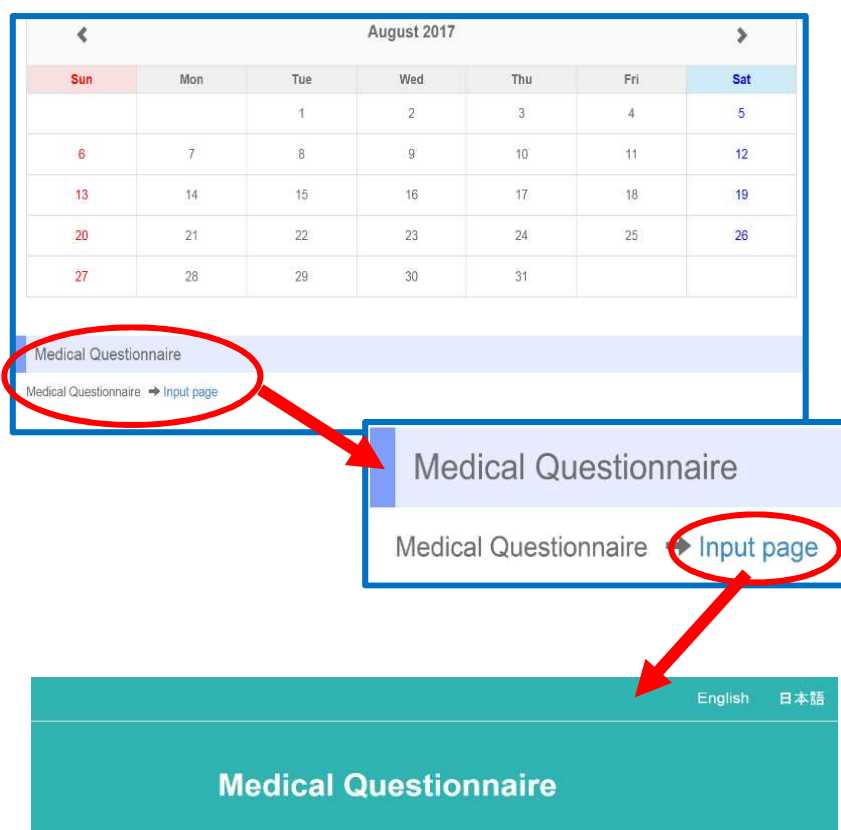 August 2017
Sun Mon Tue Wed Thu Fri Sat
1 2 3 4 5
6 7 8 9 10 11 12
13 14 15 16 17 18 19
20 21 22 23 24 25 26
27 28 29 30 31
Medical Questionnaire
Medical Questionnaire ➔ Input page
Medical Questionnaire
Medical Questionnaire ➔ Input page
English 日本語
Medical Questionnaire